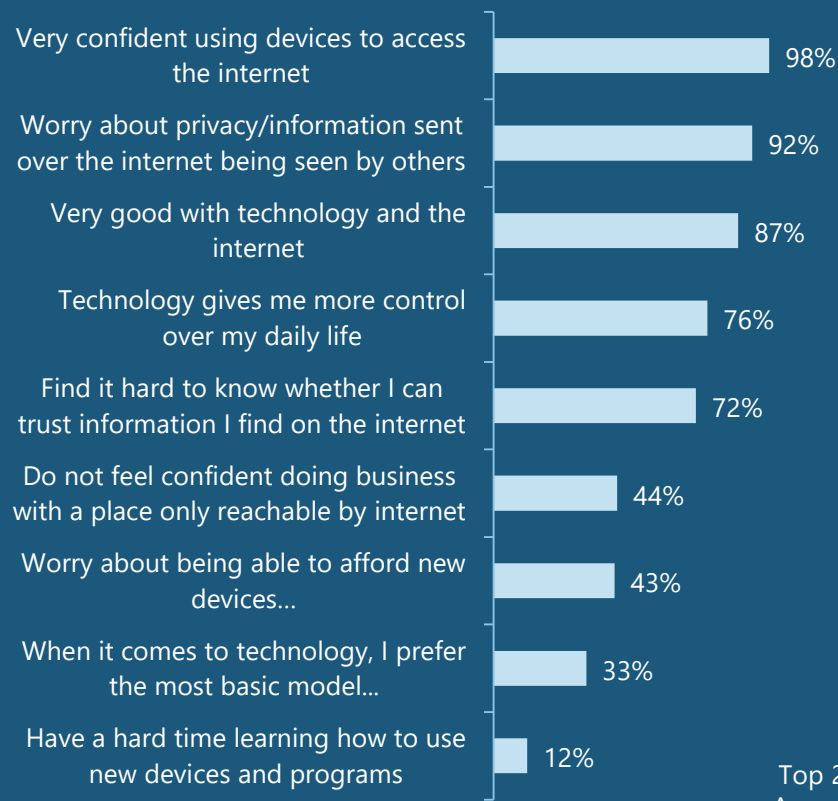 Very confident using devices to access
the internet
98%
Worry about privacy/information sent
over the internet being seen by others
92%
Very good with technology and the
internet
87%
Technology gives me more control
over my daily life
76%
Find it hard to know whether I can
trust information I find on the internet
72%
Do not feel confident doing business
with a place only reachable by internet
44%
Worry about being able to afford new
devices...
43%
When it comes to technology, I prefer
the most basic model...
33%
Have a hard time learning how to use
new devices and programs
12%
Top 2